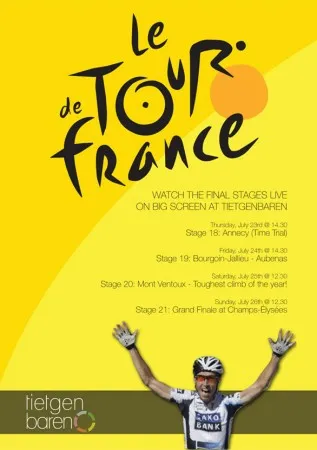 Le
de TOUR
france
WATCH THE FINAL STAGES LIVE
ON BIG SCREEN AT TIETGENBAREN
Thursday, July 23rd @ 14.30
Stage 18: Annecy (Time Trial)
Friday, July 24th @ 14.30
Stage 19: Bourgoin-Jallieu - Aubenas
Saturday, July 25th @ 12.30
Stage 20: Mont Ventoux - Toughest climb of the year!
Sunday, July 26th @ 12.30
Stage 21: Grand Finale at Champs-Élysées
tietgen
baren
SAXO
BANK